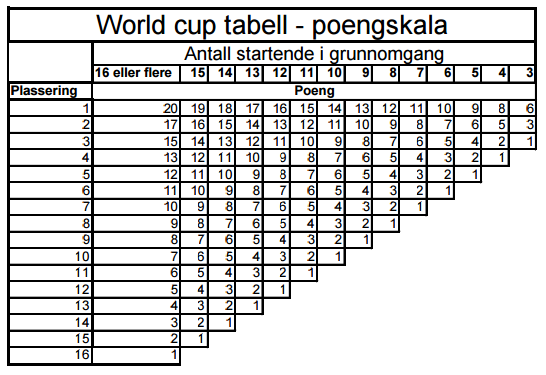 World cup tabell - poengskala
Antall startende i grunnomgang
16 eller flere 15 14 13 12 11 10 9 8 7 6 5 4 3
Plassering Poeng
1 20 19 18 17 16 15 14 13 12 11 10 9 8 6
2 17 16 15 14 13 12 11 10 9 8 7 6 5 3
3 15 14 13 12 11 10 9 8 7 6 5 4 2 1
4 13 12 11 10 9 8 7 6 5 4 3 2 1
5 12 11 10 9 8 7 6 5 4 3 2 1
6 11 10 9 8 7 6 5 4 3 2 1
7 10 9 8 7 6 5 4 3 2 1
8 9 8 7 6 5 4 3 2 1
9 8 7 6 5 4 3 2 1
10 7 6 5 4 3 2 1
11 6 5 4 3 2 1
12 5 4 3 2 1
13 4 3 2 1
14 3 2 1
15 2 1
16 1